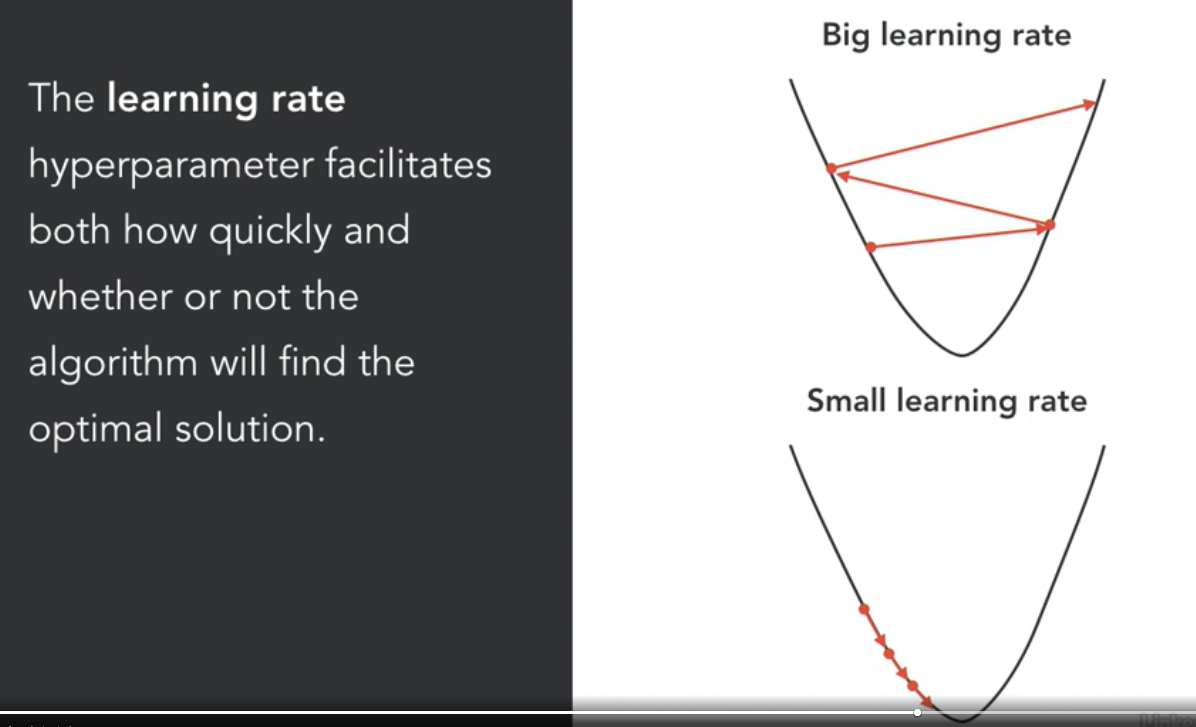 The learning rate
hyperparameter facilitates
both how quickly and
whether or not the
algorithm will find the
optimal solution.
Big learning rate
Small learning rate